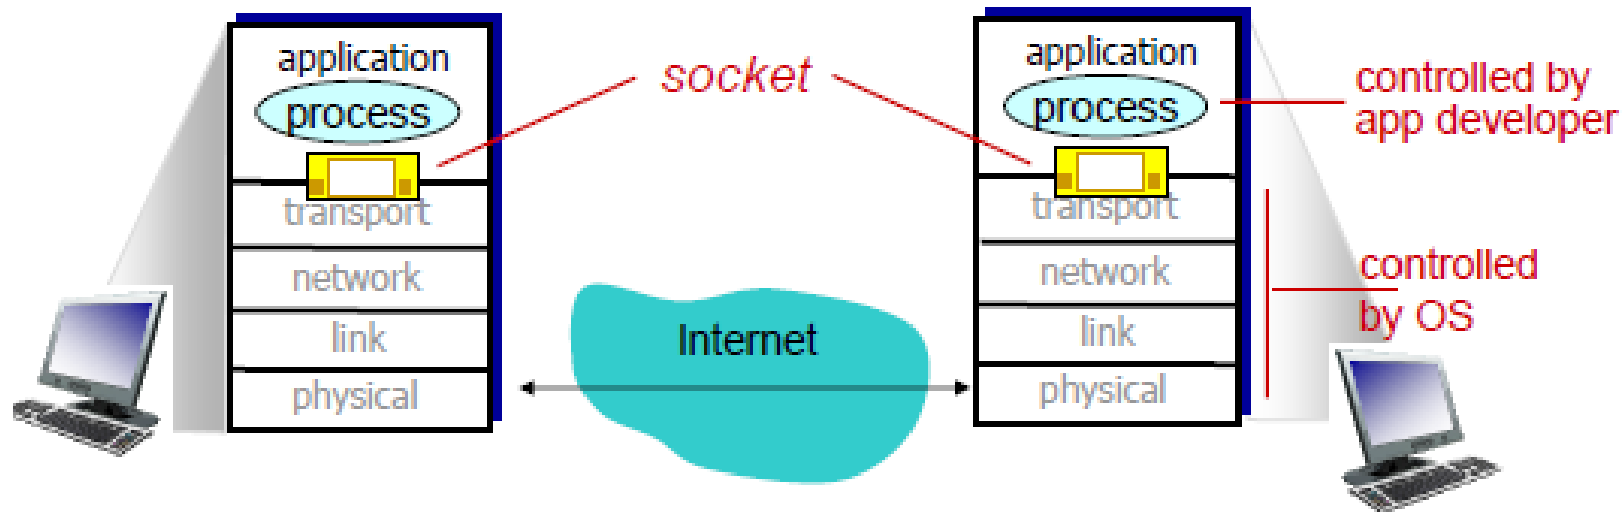 application
process
transport
network
link
physical
socket
Internet
application
process
transport
network
link
physical
controlled by
app developer
controlled
by OS